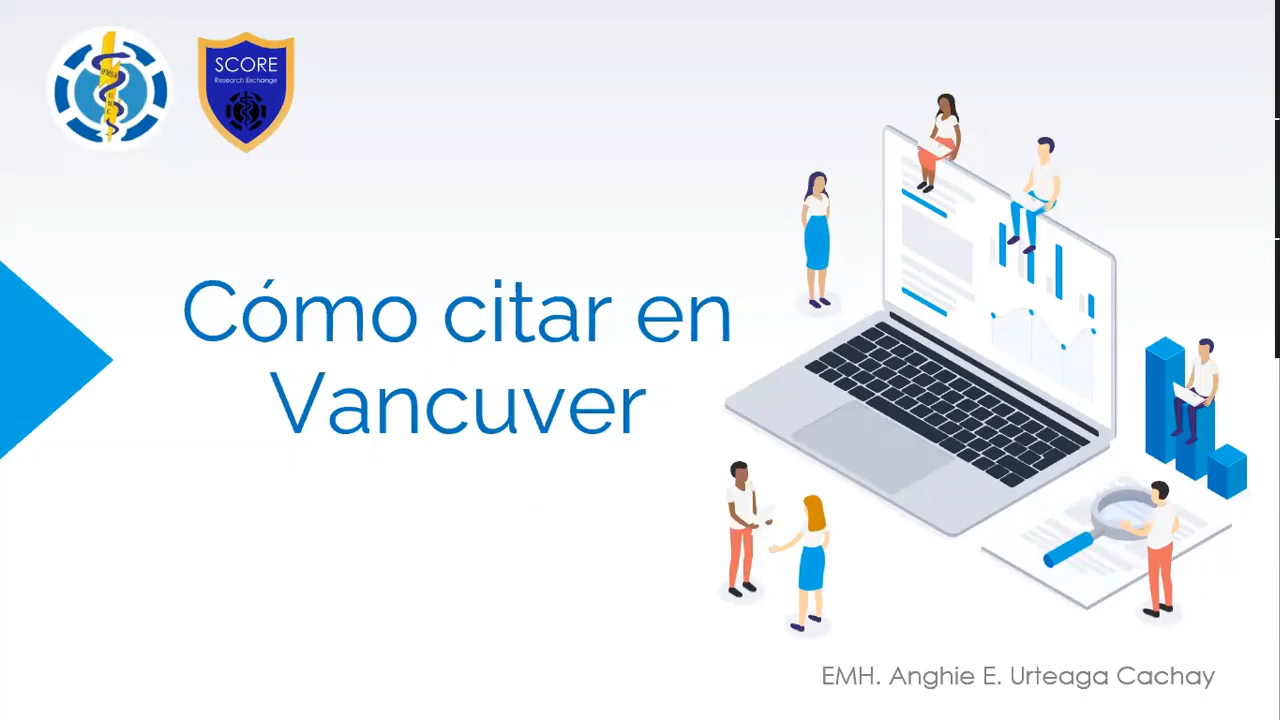 SCORE
Research Exchange
Cómo citar en
Vancuver
EMH. Anghie E. Urteaga Cachay